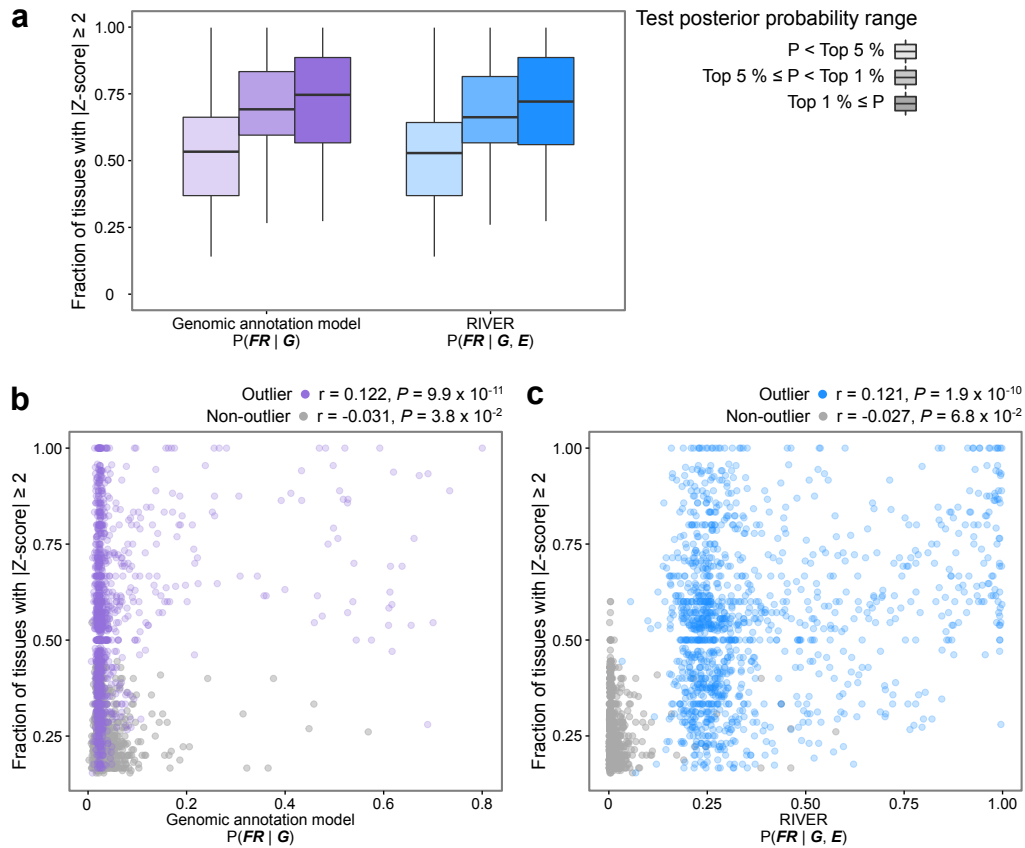 a
Fraction of tissues with |Z-score| ≥ 2
1.00
0.75
0.50
0.25
0
Genomic annotation model
P(FR | G)
RIVER
P(FR | G, E)
Test posterior probability range
P < Top 5 %
Top 5 % ≤ P < Top 1 %
Top 1 % ≤ P
b
Outlier r = 0.122, P = 9.9 x 10⁻¹¹
Non-outlier r = -0.031, P = 3.8 x 10⁻²
Fraction of tissues with |Z-score| ≥ 2
1.00
0.75
0.50
0.25
0 0.2 0.4 0.6 0.8
Genomic annotation model
P(FR | G)
c
Outlier r = 0.121, P = 1.9 x 10⁻¹⁰
Non-outlier r = -0.027, P = 6.8 x 10⁻²
Fraction of tissues with |Z-score| ≥ 2
1.00
0.75
0.50
0.25
0 0.25 0.50 0.75 1.00
RIVER
P(FR | G, E)